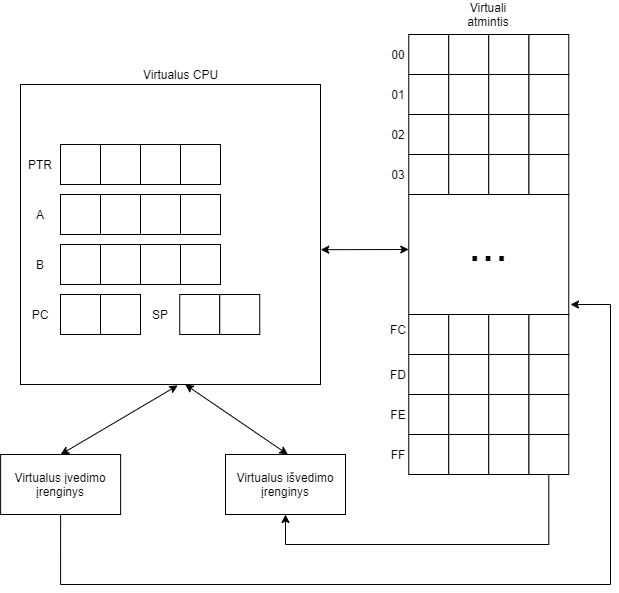 Virtuali
atmintis
Virtualus CPU
00
01
02
03
PTR
A
B
PC
SP
...
FC
FD
FE
FF
Virtualus įvedimo
įrenginys
Virtualus išvedimo
įrenginys